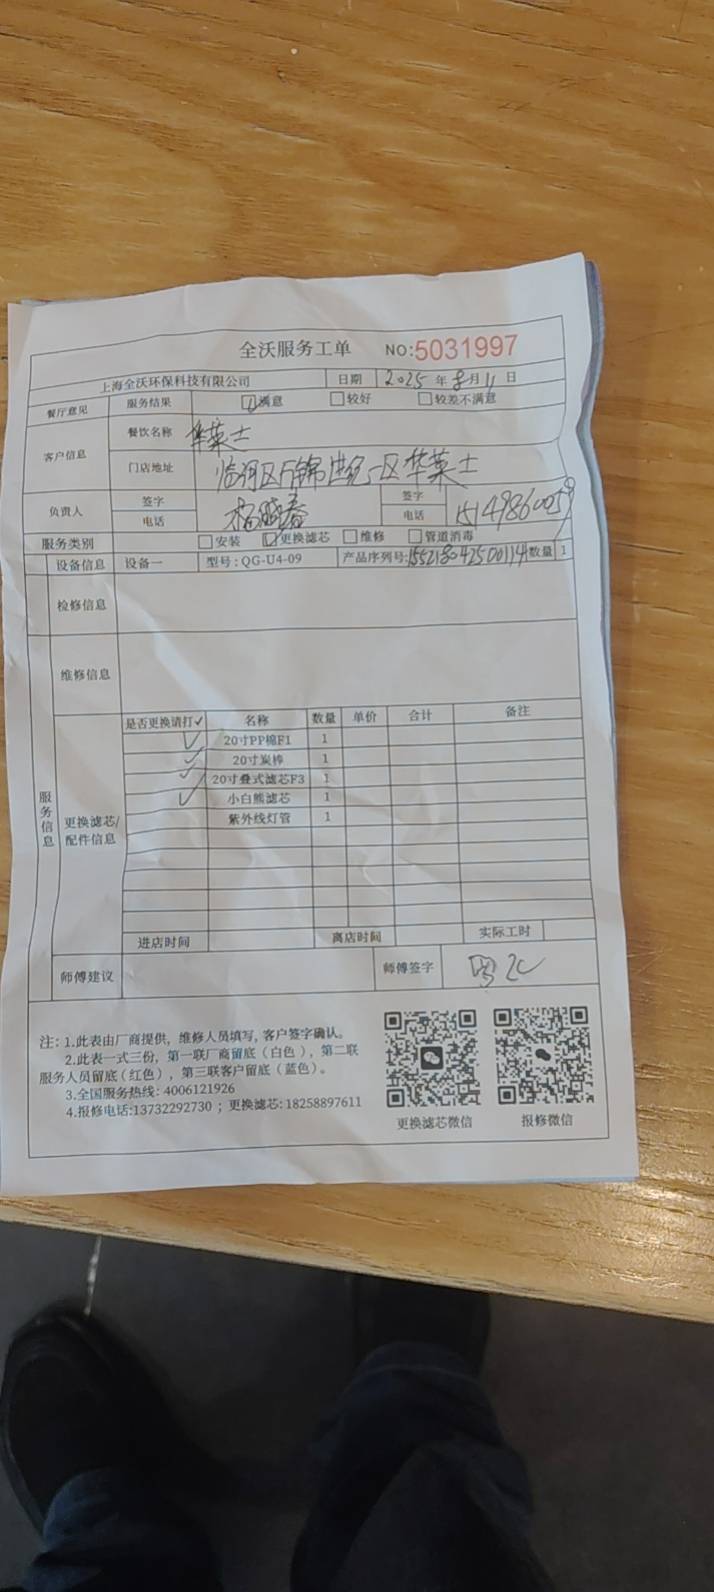 全沃服务工单 NO:5031997
上海全沃环保科技有限公司 日期 2025 年 8 月 11 日
餐厅意见 服务结果 满意 较好 较差不满意
客户信息 餐饮名称 华莱士
门店地址 临河区 锦世纪 区华莱士
负责人 签字 签字
电话 电话 15149860059
服务类别 安装 更换滤芯 维修 管道消毒
设备信息 设备一 型号:QG-U4-09 产品序列号: 数量 1
检修信息
维修信息
服务信息
更换滤芯/配件信息
是否更换请打✓ 名称 数量 单价 合计 备注
✓ 20寸PP棉F1 1
✓ 20寸炭棒 1
✓ 20寸叠式滤芯F3 1
✓ 小白熊滤芯 1
紫外线灯管 1
进店时间 离店时间 实际工时
师傅建议 师傅签字
注: 1.此表由厂商提供, 维修人员填写, 客户签字确认。
2.此表一式三份, 第一联厂商留底(白色), 第二联
服务人员留底(红色), 第三联客户留底(蓝色)。
3.全国服务热线: 4006121926
4.报修电话:13732292730 ; 更换滤芯: 18258897611
更换滤芯微信 报修微信